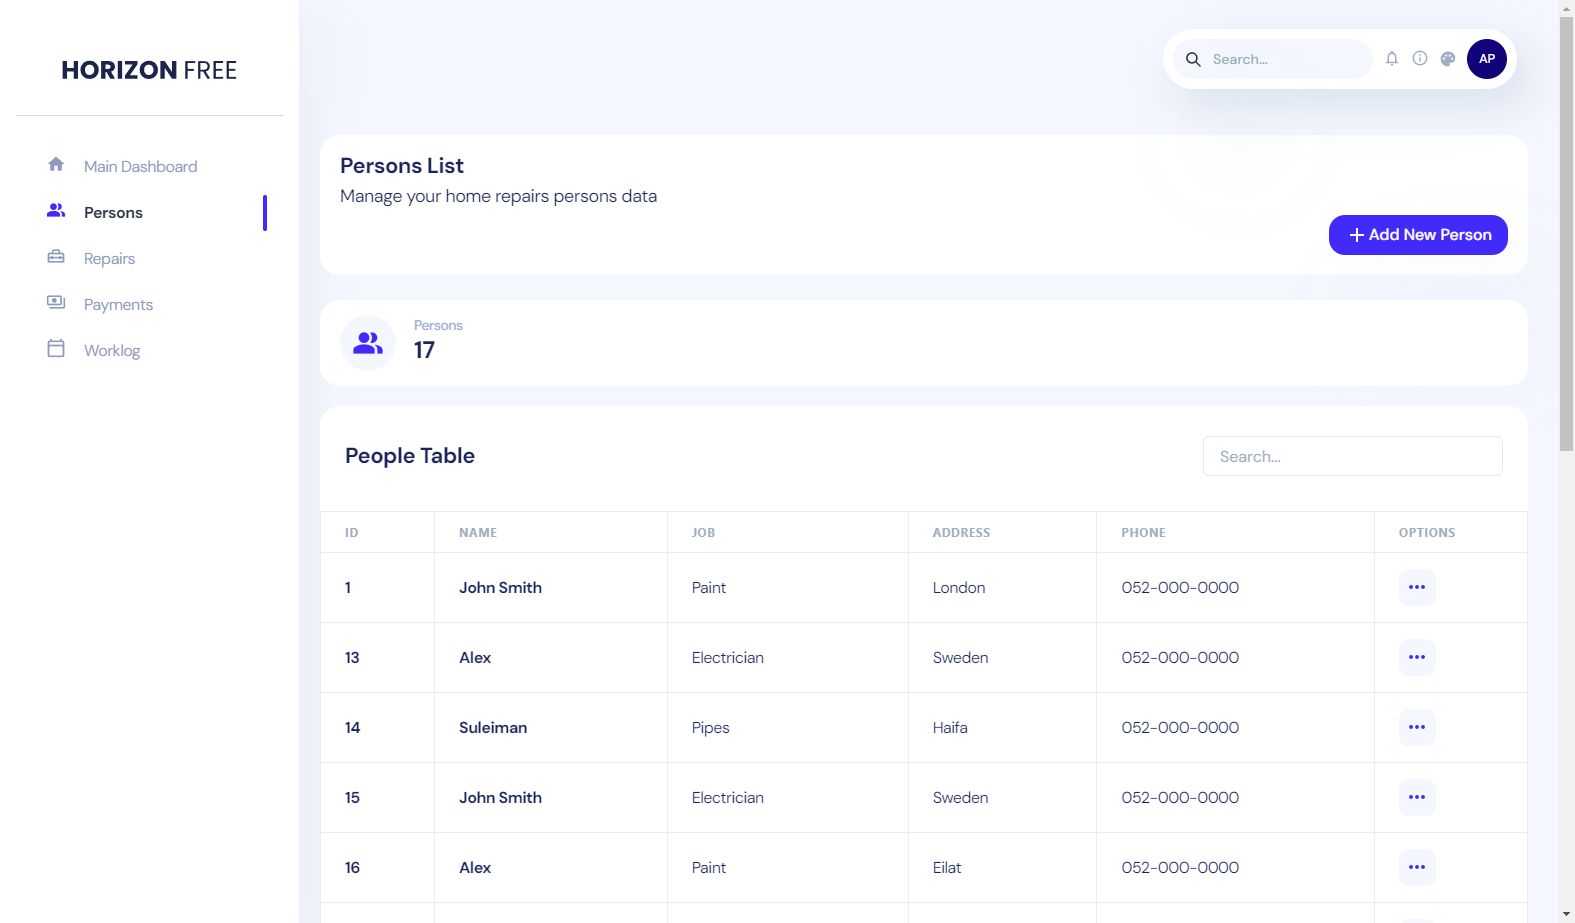 HORIZON FREE
Main Dashboard
Persons
Repairs
Payments
Worklog
Search...
AP
Persons List
Manage your home repairs persons data
Add New Person
Persons
17
People Table
Search...
ID NAME JOB ADDRESS PHONE OPTIONS
1 John Smith Paint London 052-000-0000
13 Alex Electrician Sweden 052-000-0000
14 Suleiman Pipes Haifa 052-000-0000
15 John Smith Electrician Sweden 052-000-0000
16 Alex Paint Eilat 052-000-0000